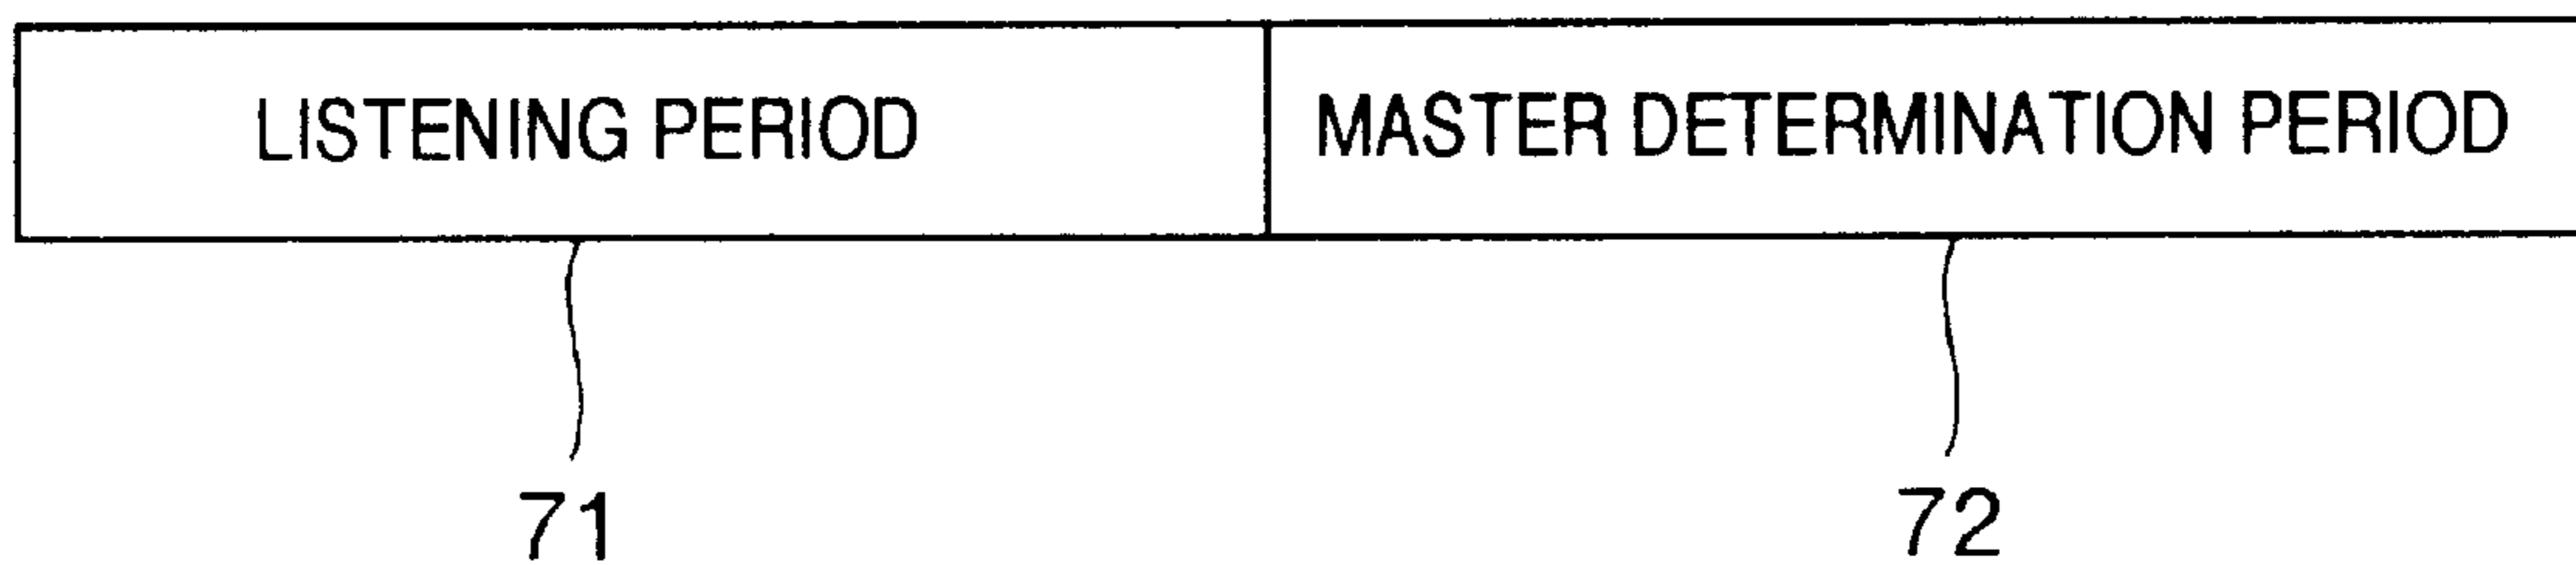 LISTENING PERIOD
MASTER DETERMINATION PERIOD
71
72